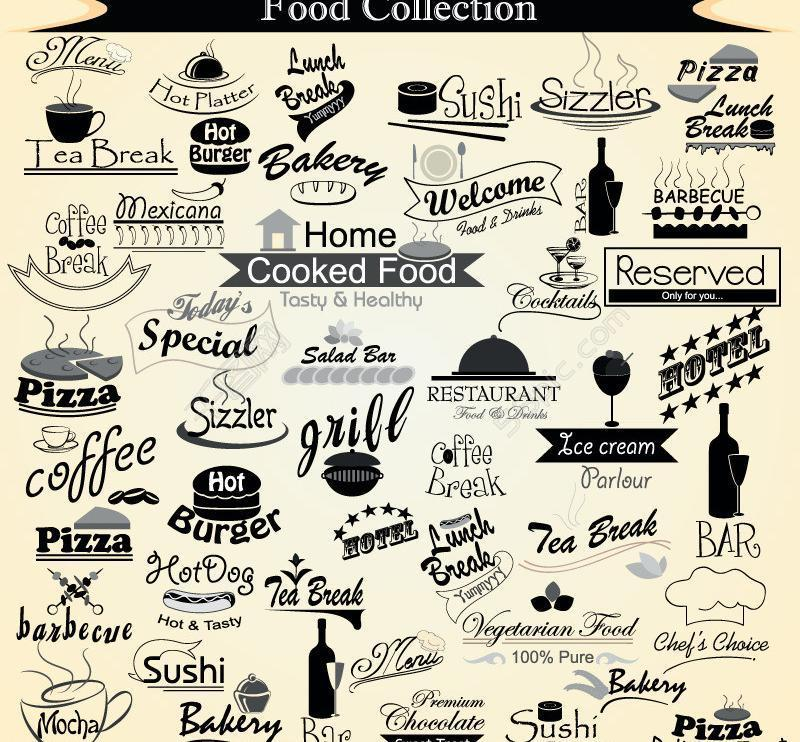 Food Collection
Menu
Hot Platter
Lunch
Break
Yummyyy
Sushi
Sizzler
Pizza
Lunch
Break
Tea Break
Hot
Burger
Bakery
Welcome
Food & Drinks
BAR
BARBECUE
Mexicana
Coffee
Break
Home
Cooked Food
Tasty & Healthy
Cocktails
Reserved
Only for you...
Today's
Special
Salad Bar
RESTAURANT
Food & Drinks
HOTEL
Pizza
Sizzler
grill
Ice cream
Parlour
coffee
Coffee
Break
Hot
Burger
Pizza
HOTEL
Lunch
Break
Yummyyy
Tea Break
BAR
barbecue
HotDog
Hot & Tasty
Tea Break
Vegetarian Food
100% Pure
Chef's Choice
Sushi
Menu
Bakery
Mocha
Bakery
Bar
Premium
Chocolate
Sushi
Pizza